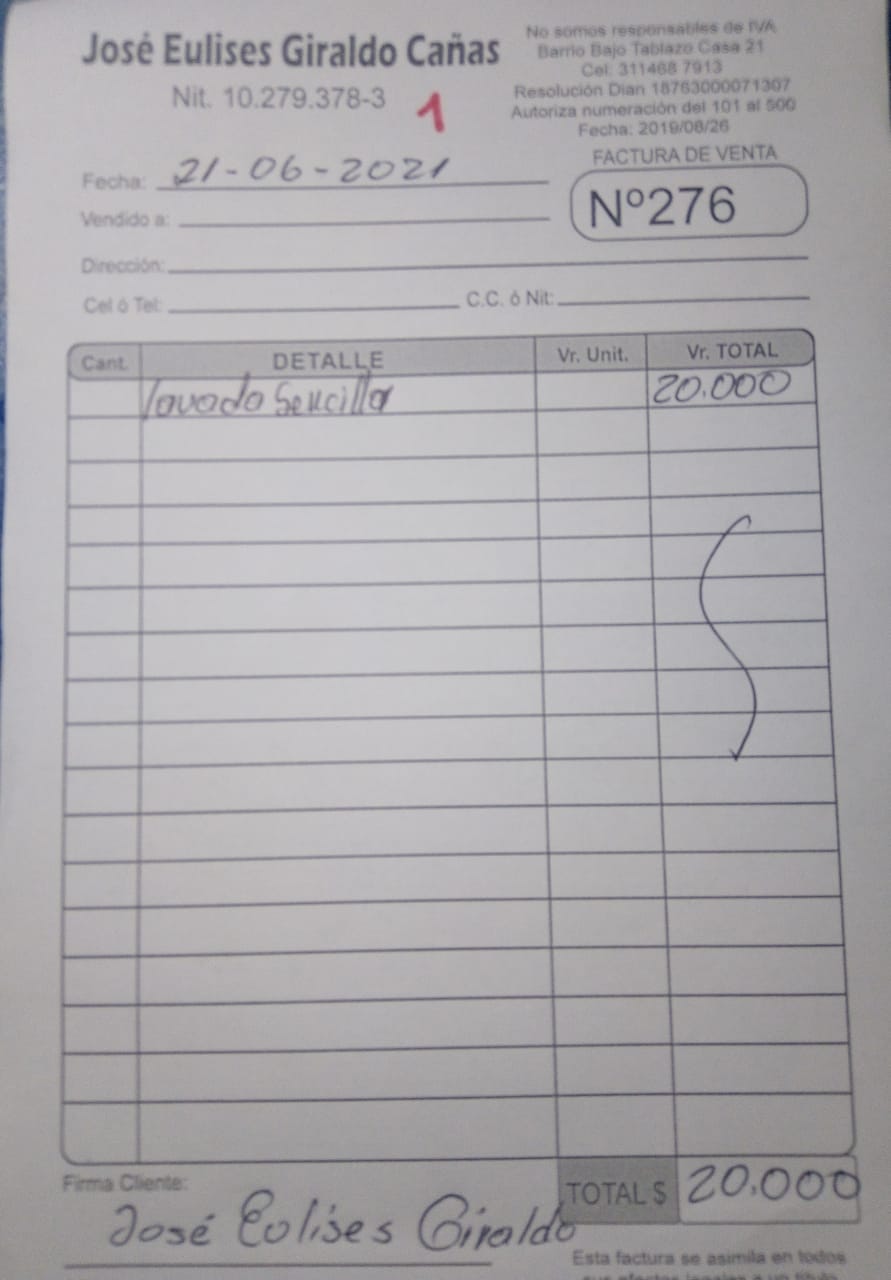 José Eulises Giraldo Cañas
Nit. 10.279.378-3
1
No somos responsables de IVA
Barrio Bajo Tablazo Casa 21
Cel: 311468 7913
Resolución Dian 18763000071307
Autoriza numeración del 101 al 500
Fecha: 2019/08/26
FACTURA DE VENTA
Nº276
Fecha: 21-06-2021
Vendido a:
Dirección:
Cel ó Tel: C.C. ó Nit:
Cant. DETALLE Vr. Unit. Vr. TOTAL
lavada Sencilla 20.000
TOTAL $ 20.000
Firma Cliente:
José Eulises Giraldo
Esta factura se asimila en todos